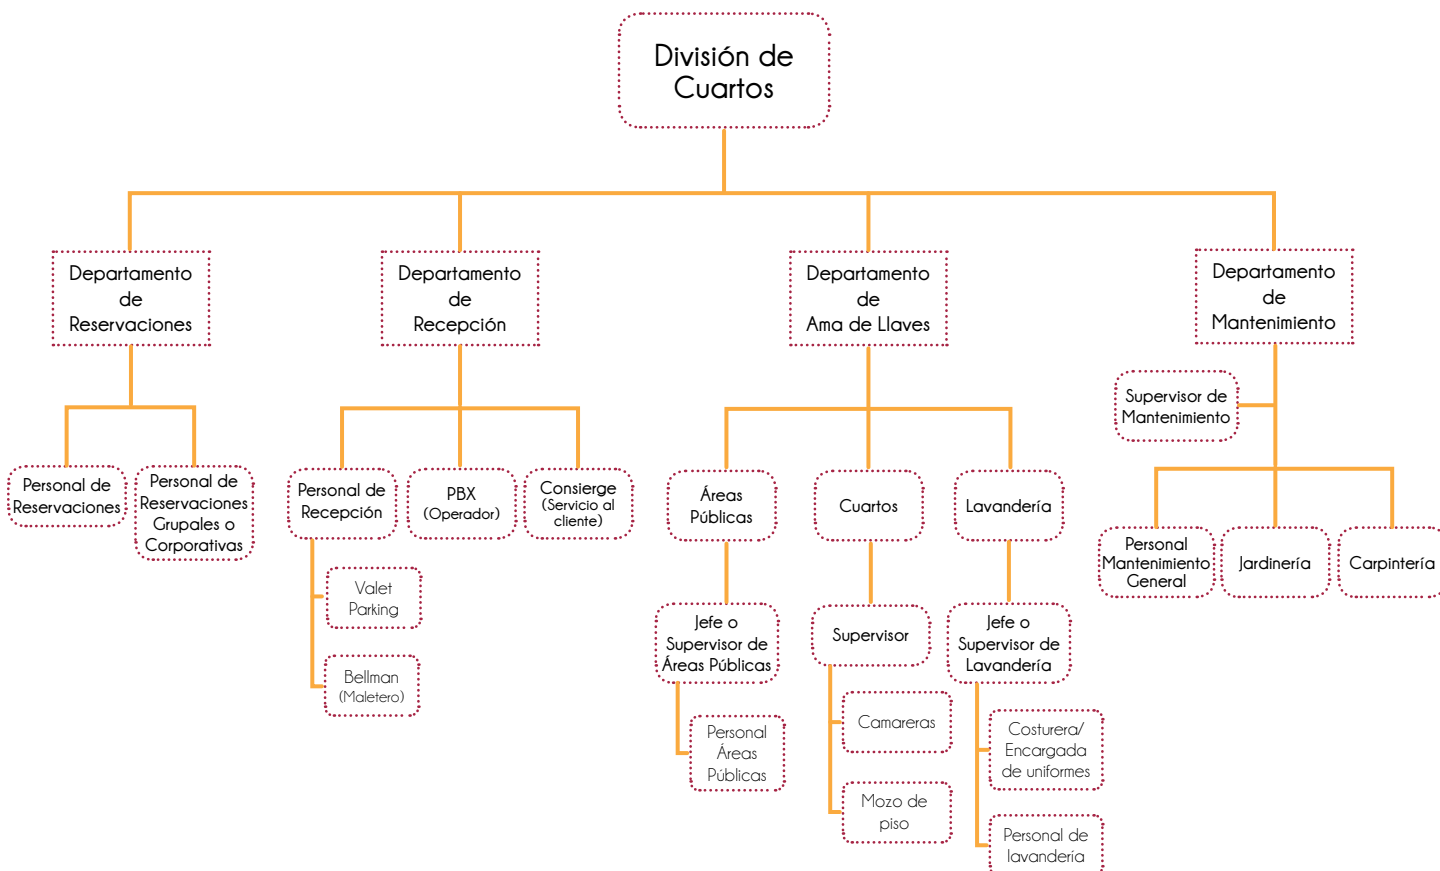 División de
Cuartos
Departamento
de
Reservaciones
Departamento
de
Recepción
Departamento
de
Ama de Llaves
Departamento
de
Mantenimiento
Supervisor de
Mantenimiento
Personal de
Reservaciones
Personal de
Reservaciones
Grupales o
Corporativas
Personal de
Recepción
PBX
(Operador)
Consierge
(Servicio al
cliente)
Áreas
Públicas
Cuartos
Lavandería
Personal
Mantenimiento
General
Jardinería
Carpintería
Valet
Parking
Bellman
(Maletero)
Jefe o
Supervisor de
Áreas Públicas
Supervisor
Jefe o
Supervisor de
Lavandería
Personal
Áreas
Públicas
Camareras
Mozo de
piso
Costurera/
Encargada
de uniformes
Personal de
lavandería